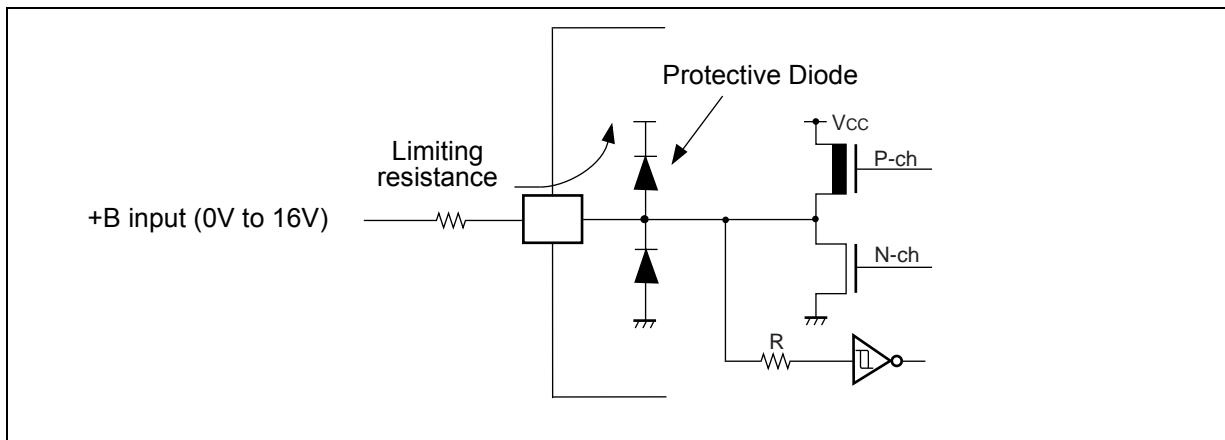 Protective Diode
Vcc
P-ch
Limiting
resistance
+B input (0V to 16V)
N-ch
R